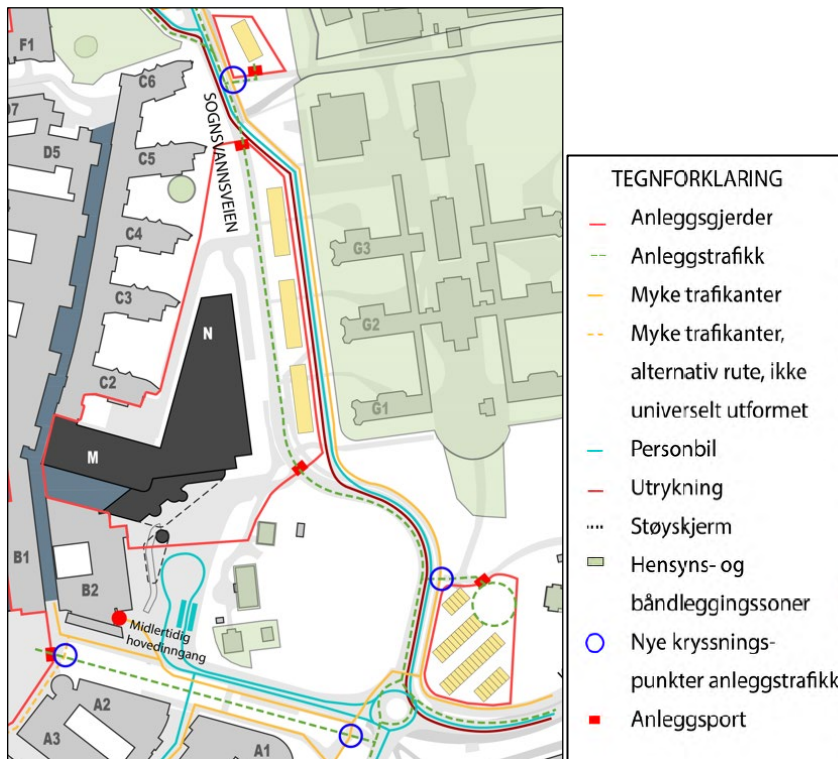 F1
C6
D7
D5
C5
SOGNSVANNSVEIEN
C4
G3
C3
N
G2
C2
G1
M
B1
B2
Midlertidig
hovedinngang
A2
A3
A1
TEGNFORKLARING
Anleggsgjerder
Anleggstrafikk
Myke trafikanter
Myke trafikanter,
alternativ rute, ikke
universelt utformet
Personbil
Utrykning
Støyskjerm
Hensyns- og
båndleggingssoner
Nye kryssnings-
punkter anleggstrafikk
Anleggsport